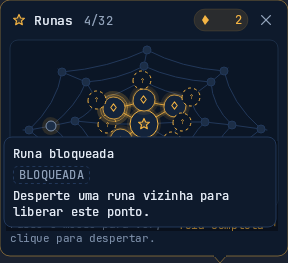 Runas 4/32
2
Runa bloqueada
BLOQUEADA
Desperte uma runa vizinha para
liberar este ponto.
clique para despertar.